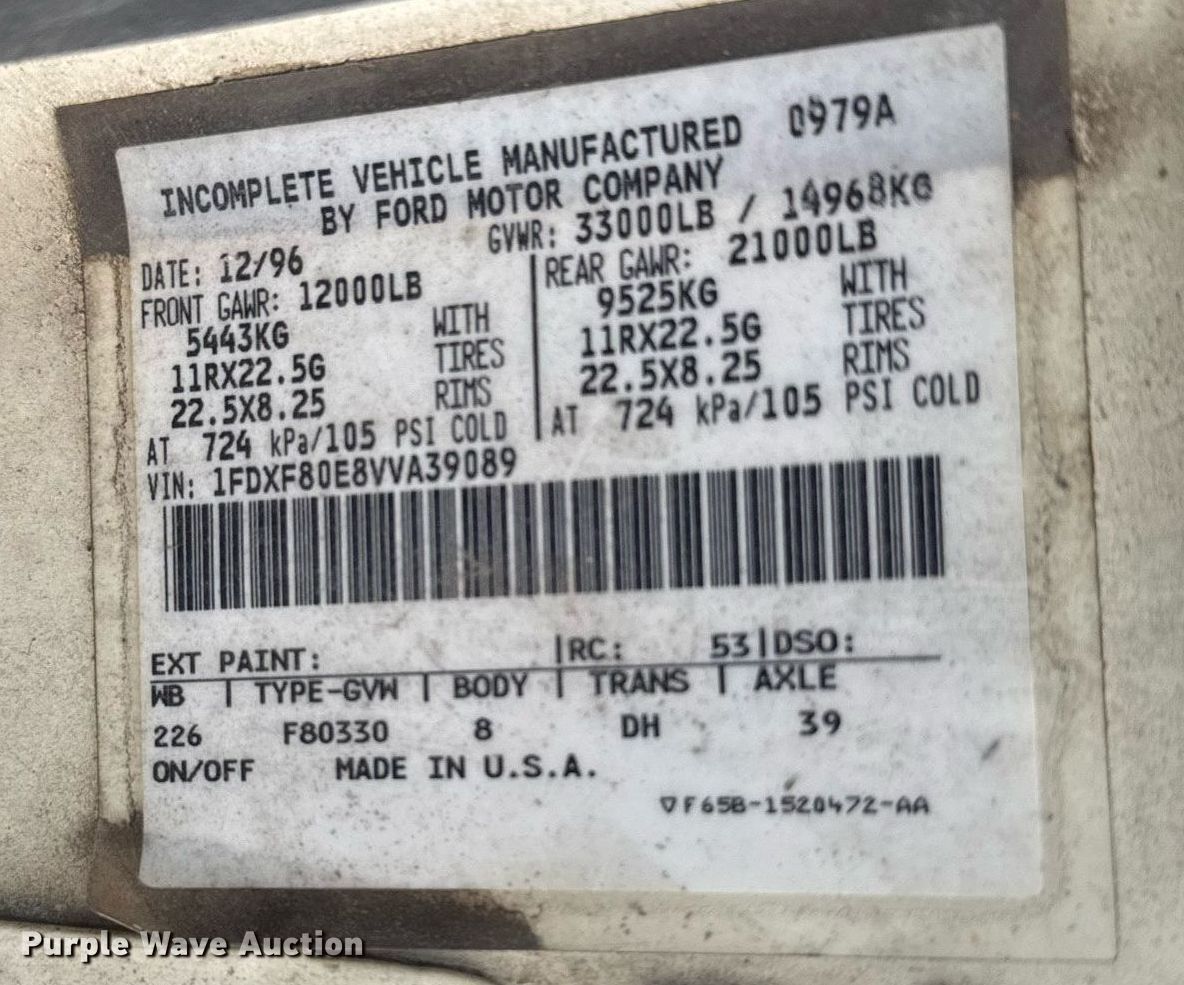 INCOMPLETE VEHICLE MANUFACTURED 0979A
BY FORD MOTOR COMPANY
GVWR: 33000LB / 14968KG
DATE: 12/96
FRONT GAWR: 12000LB
5443KG WITH
11RX22.5G TIRES
22.5X8.25 RIMS
AT 724 kPa/105 PSI COLD
REAR GAWR: 21000LB
9525KG WITH
11RX22.5G TIRES
22.5X8.25 RIMS
AT 724 kPa/105 PSI COLD
VIN: 1FDXF80E8VVA39089
EXT PAINT: |RC: 53|DSO:
WB | TYPE-GVW | BODY | TRANS | AXLE
226 F80330 8 DH 39
ON/OFF MADE IN U.S.A.
▽F65B-1520472-AA
Purple Wave Auction